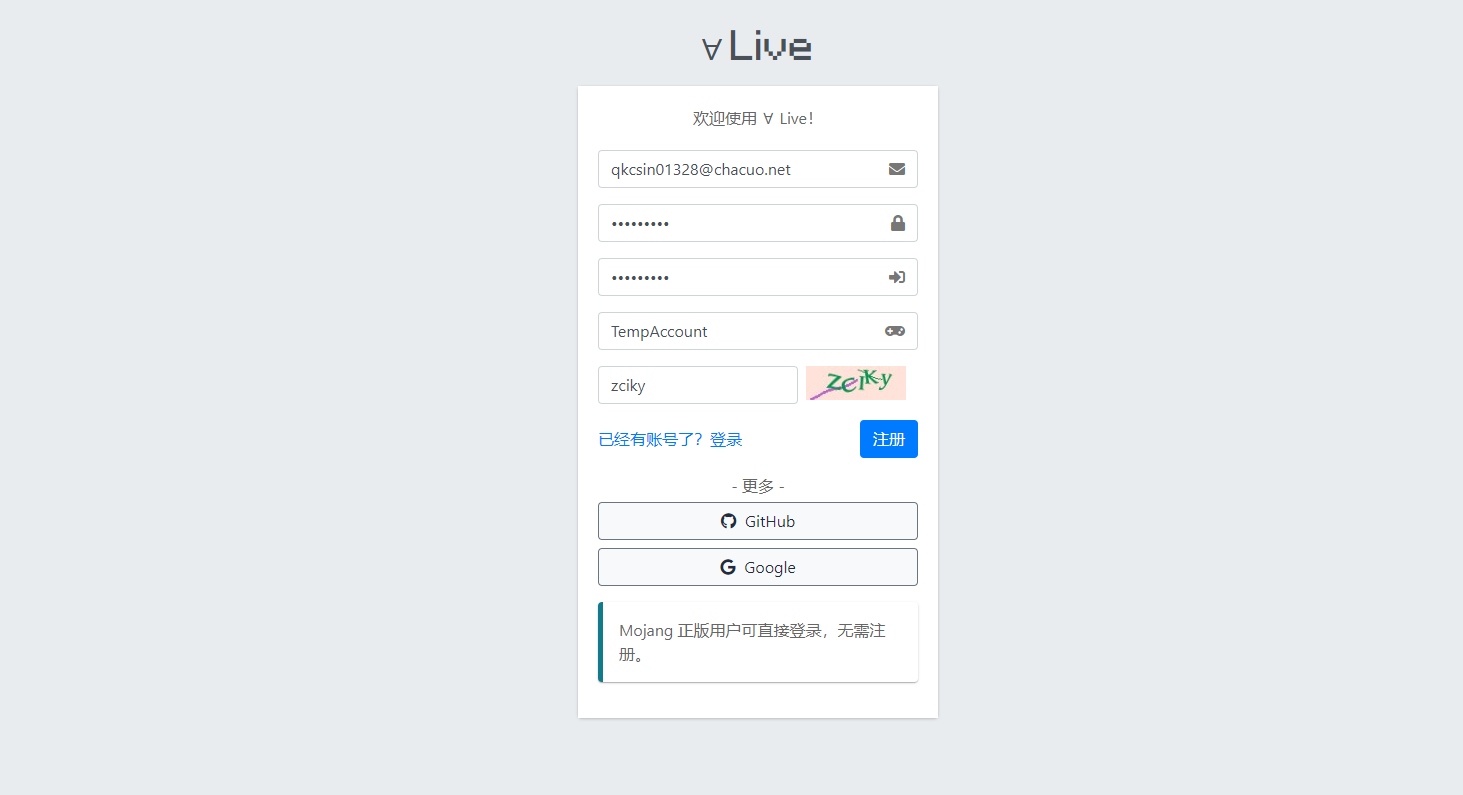 ∀ Live
欢迎使用 ∀ Live!
qkcsin01328@chacuo.net
•••••••••
•••••••••
TempAccount
zciky zciky
已经有账号了？登录 注册
- 更多 -
GitHub
Google
Mojang 正版用户可直接登录，无需注
册。